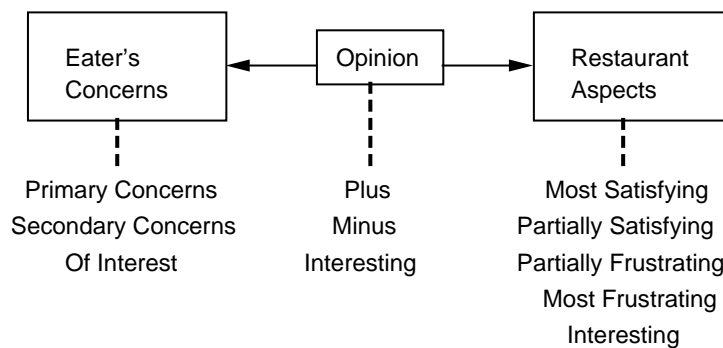 Eater's
Concerns
Opinion
Restaurant
Aspects
Primary Concerns
Secondary Concerns
Of Interest
Plus
Minus
Interesting
Most Satisfying
Partially Satisfying
Partially Frustrating
Most Frustrating
Interesting